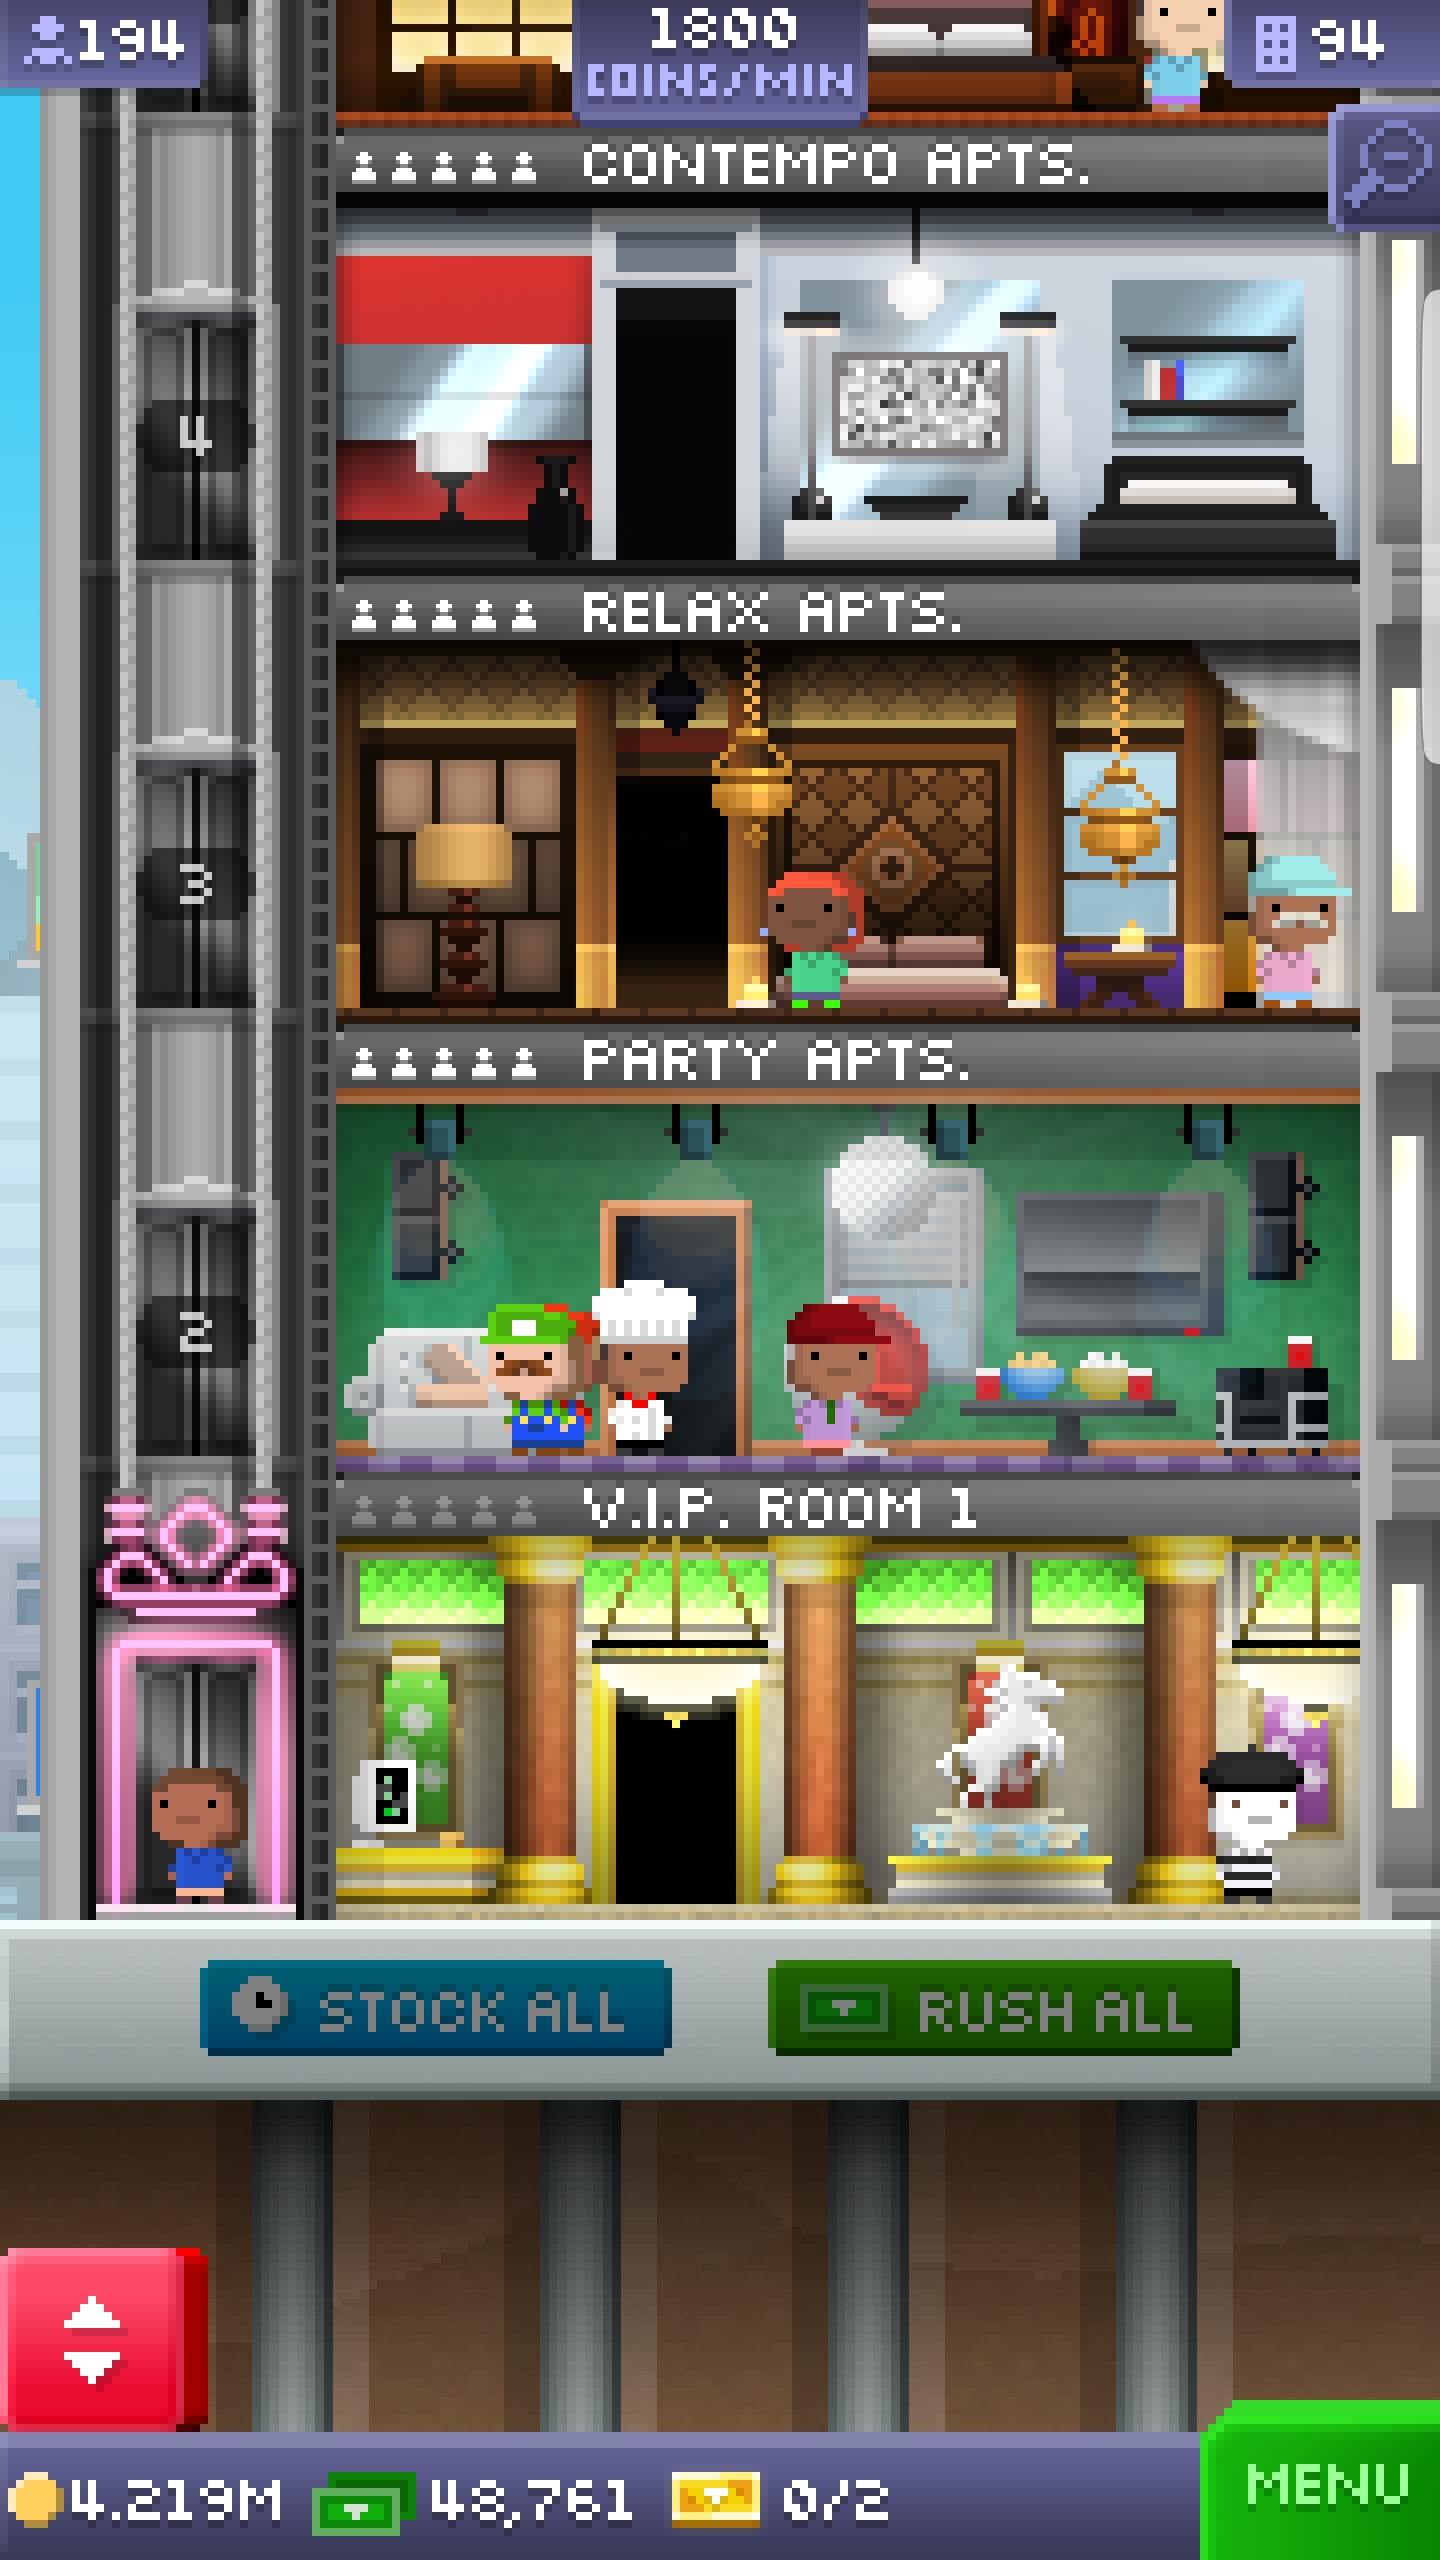 194
1800
COINS/MIN
94
CONTEMPO APTS.
4
RELAX APTS.
3
PARTY APTS.
2
V.I.P. ROOM 1
STOCK ALL
RUSH ALL
4.219M
48,761
0/2
MENU